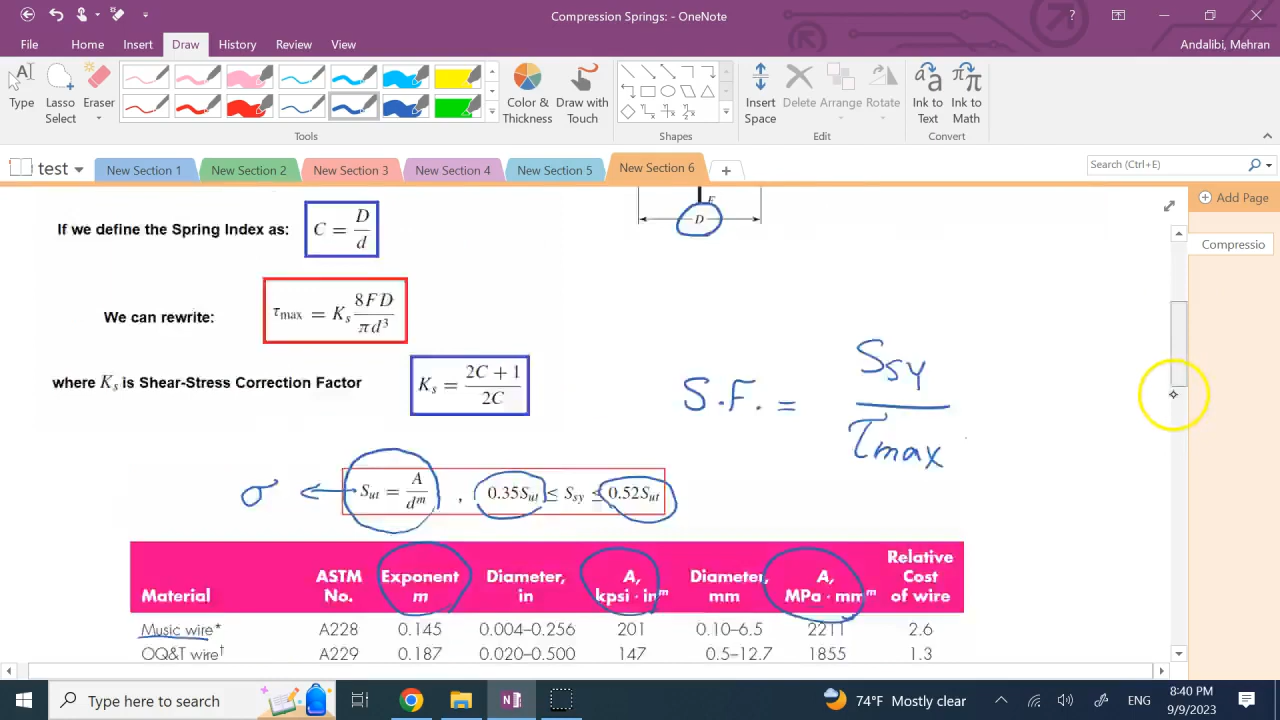 Compression Springs: - OneNote
?
File Home Insert Draw History Review View
Andalibi, Mehran
Type
Lasso Select
Eraser
Color & Thickness
Draw with Touch
Insert Space
Delete
Arrange
Rotate
Ink to Text
Ink to Math
Tools
Shapes
Edit
Convert
test
New Section 1
New Section 2
New Section 3
New Section 4
New Section 5
New Section 6
Search (Ctrl+E)
Add Page
Compressio
F
D
If we define the Spring Index as: C = D/d
We can rewrite: τmax = Ks 8FD/πd³
where Ks is Shear-Stress Correction Factor Ks = 2C + 1/2C
S.F. = Ssy/τmax
σ ← Sut = A/d^m , 0.35Sut ≤ Ssy ≤ 0.52Sut
Material ASTM No. Exponent m Diameter, in A, kpsi · in^m Diameter, mm A, MPa · mm^m Relative Cost of wire
Music wire* A228 0.145 0.004–0.256 201 0.10–6.5 2211 2.6
OQ&T wire† A229 0.187 0.020–0.500 147 0.5–12.7 1855 1.3
Type here to search
74°F Mostly clear
ENG
8:40 PM
9/9/2023